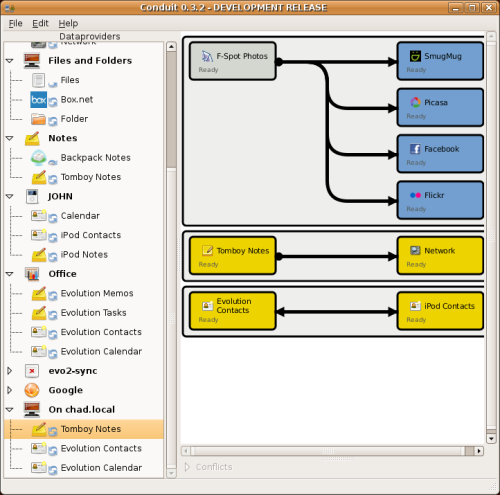 Conduit 0.3.2 - DEVELOPMENT RELEASE
File Edit Help
Dataproviders
Network
Files and Folders
Files
Box.net
Folder
Notes
Backpack Notes
Tomboy Notes
JOHN
Calendar
iPod Contacts
iPod Notes
Office
Evolution Memos
Evolution Tasks
Evolution Contacts
Evolution Calendar
evo2-sync
Google
On chad.local
Tomboy Notes
Evolution Contacts
Evolution Calendar
F-Spot Photos
Ready
SmugMug
Ready
Picasa
Ready
Facebook
Ready
Flickr
Ready
Tomboy Notes
Ready
Network
Ready
Evolution
Contacts
Ready
iPod Contacts
Ready
Conflicts